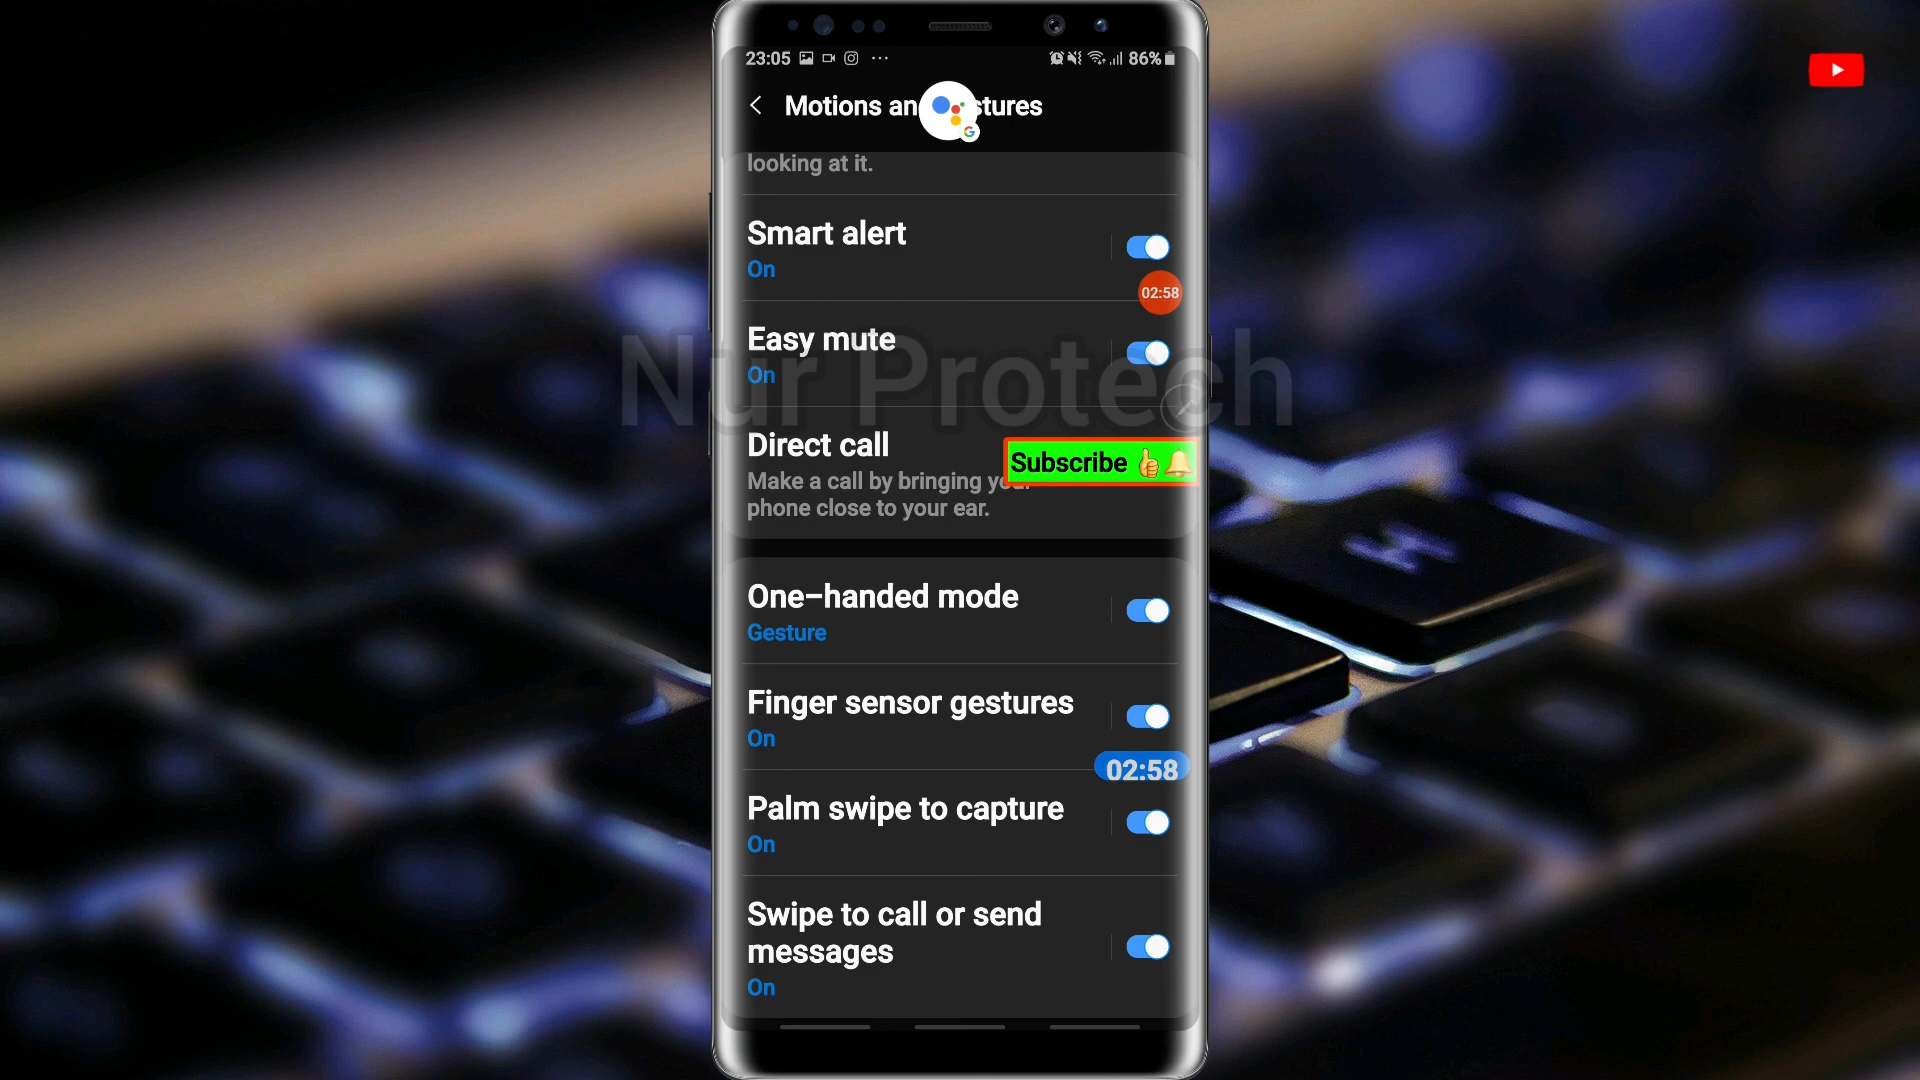 23:05
86%
Motions an stures
looking at it.
Smart alert
On
02:58
Easy mute
On
Nur Protech
Direct call
Subscribe 👍🔔
Make a call by bringing your
phone close to your ear.
One-handed mode
Gesture
Finger sensor gestures
On
02:58
Palm swipe to capture
On
Swipe to call or send
messages
On